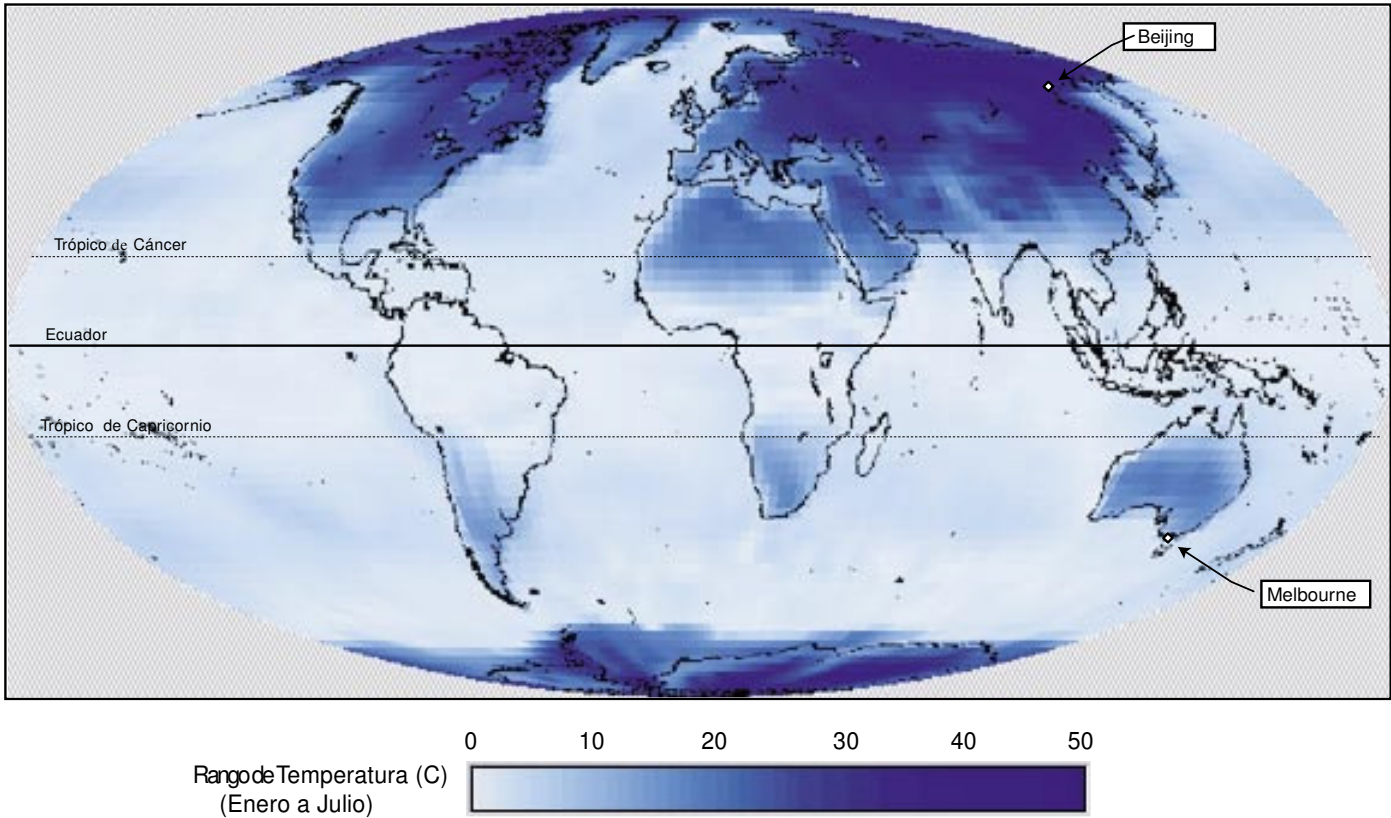 Beijing
Trópico de Cáncer
Ecuador
Trópico de Capricornio
Melbourne
0 10 20 30 40 50
Rango de Temperatura (C)
(Enero a Julio)